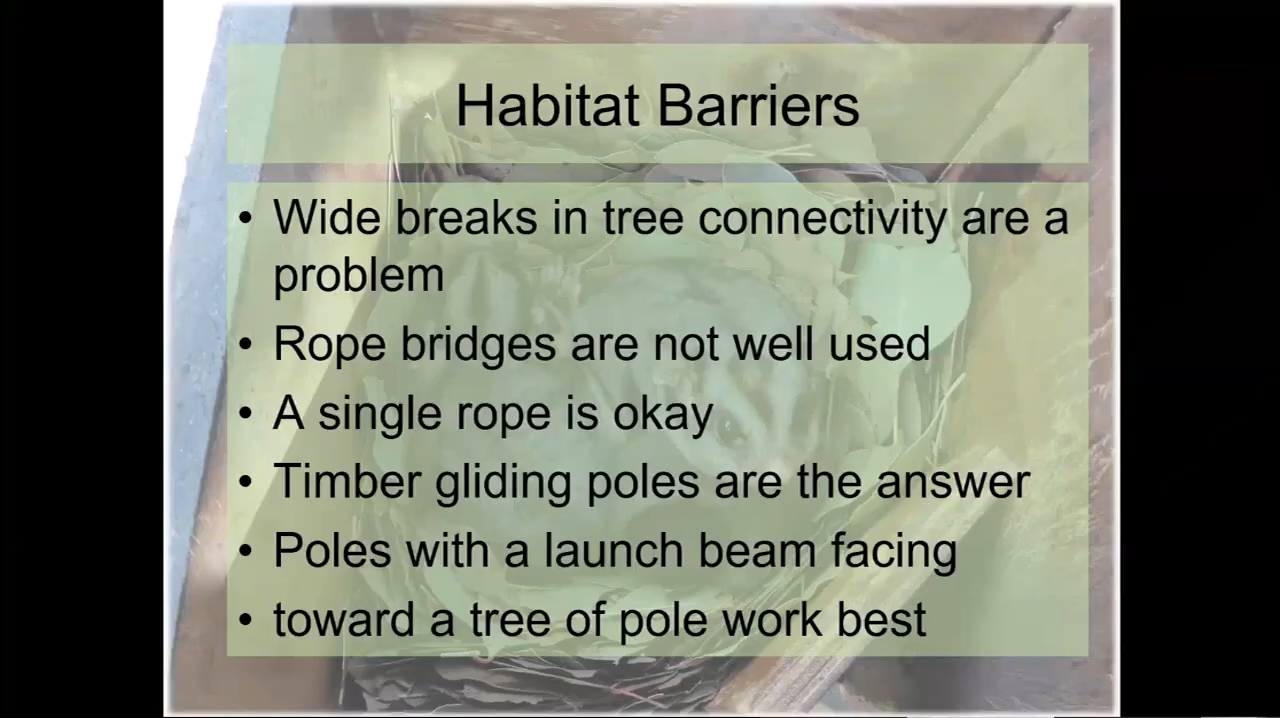 Habitat Barriers
• Wide breaks in tree connectivity are a
problem
• Rope bridges are not well used
• A single rope is okay
• Timber gliding poles are the answer
• Poles with a launch beam facing
• toward a tree of pole work best